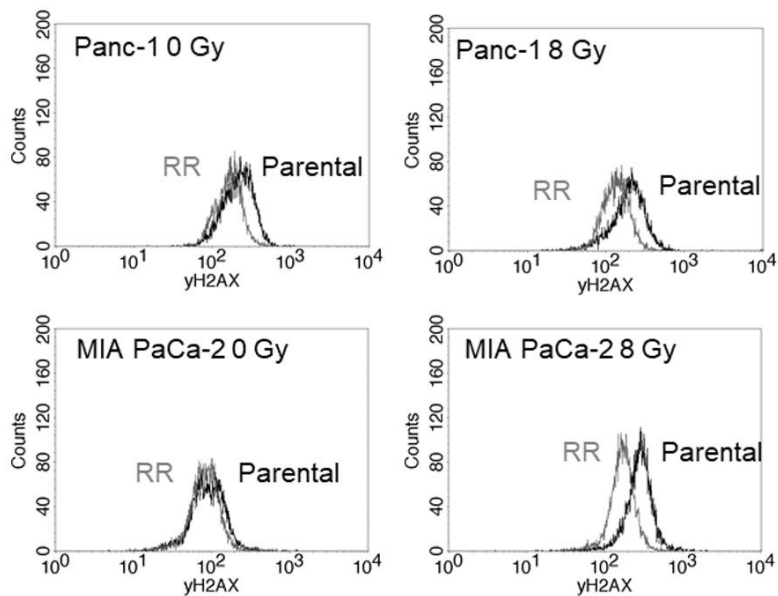 Panc-1 0 Gy
200
160
120
80
40
0
Counts
RR Parental
10^0 10^1 10^2 10^3 10^4
yH2AX
Panc-1 8 Gy
200
160
120
80
40
0
Counts
RR Parental
10^0 10^1 10^2 10^3 10^4
yH2AX
MIA PaCa-2 0 Gy
200
160
120
80
40
0
Counts
RR Parental
10^0 10^1 10^2 10^3 10^4
yH2AX
MIA PaCa-2 8 Gy
200
160
120
80
40
0
Counts
RR Parental
10^0 10^1 10^2 10^3 10^4
yH2AX